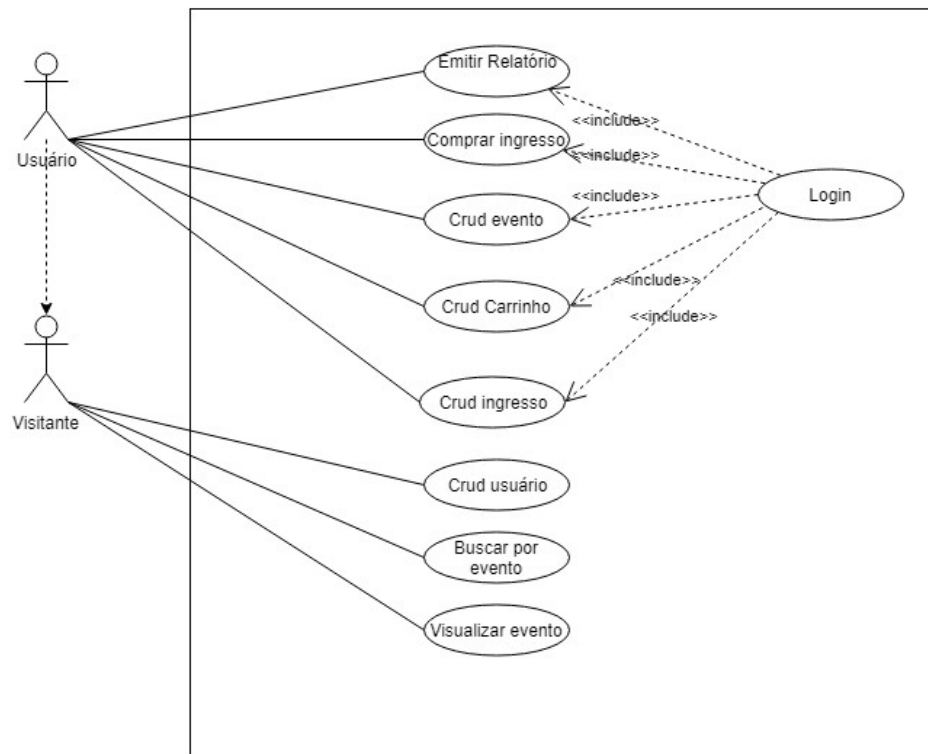 Emitir Relatório
<<include>>
Usuário
Comprar ingresso
<<include>>
Crud evento
<<include>>
Login
Crud Carrinho
<<include>>
<<include>>
Visitante
Crud ingresso
Crud usuário
Buscar por
evento
Visualizar evento